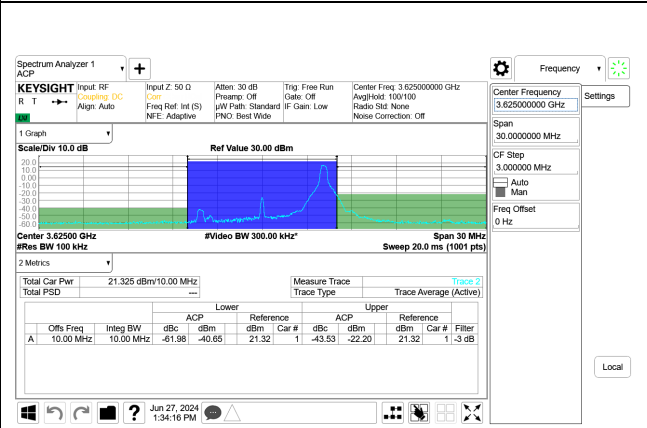 Spectrum Analyzer 1
ACP
Frequency
KEYSIGHT
R T
LXI
Input: RF
Coupling: DC
Align: Auto
Input Z: 50 Ω
Corr
Freq Ref: Int (S)
NFE: Adaptive
Atten: 30 dB
Preamp: Off
µW Path: Standard
PNO: Best Wide
Trig: Free Run
Gate: Off
IF Gain: Low
Center Freq: 3.625000000 GHz
Avg|Hold: 100/100
Radio Std: None
Noise Correction: Off
Center Frequency
3.625000000 GHz
Settings
Span
30.0000000 MHz
CF Step
3.000000 MHz
Auto
Man
Freq Offset
0 Hz
Local
1 Graph
Scale/Div 10.0 dB
Ref Value 30.00 dBm
20.0
10.0
0.00
-10.0
-20.0
-30.0
-40.0
-50.0
-60.0
Center 3.62500 GHz
#Video BW 300.00 kHz*
Span 30 MHz
#Res BW 100 kHz
Sweep 20.0 ms (1001 pts)
2 Metrics
Total Car Pwr 21.325 dBm/10.00 MHz
Total PSD ---
Measure Trace Trace 2
Trace Type Trace Average (Active)
Lower Upper
ACP Reference ACP Reference
Offs Freq Integ BW dBc dBm dBm Car # dBc dBm dBm Car # Filter
A 10.00 MHz 10.00 MHz -61.98 -40.65 21.32 1 -43.53 -22.20 21.32 1 -3 dB
?
Jun 27, 2024
1:34:16 PM